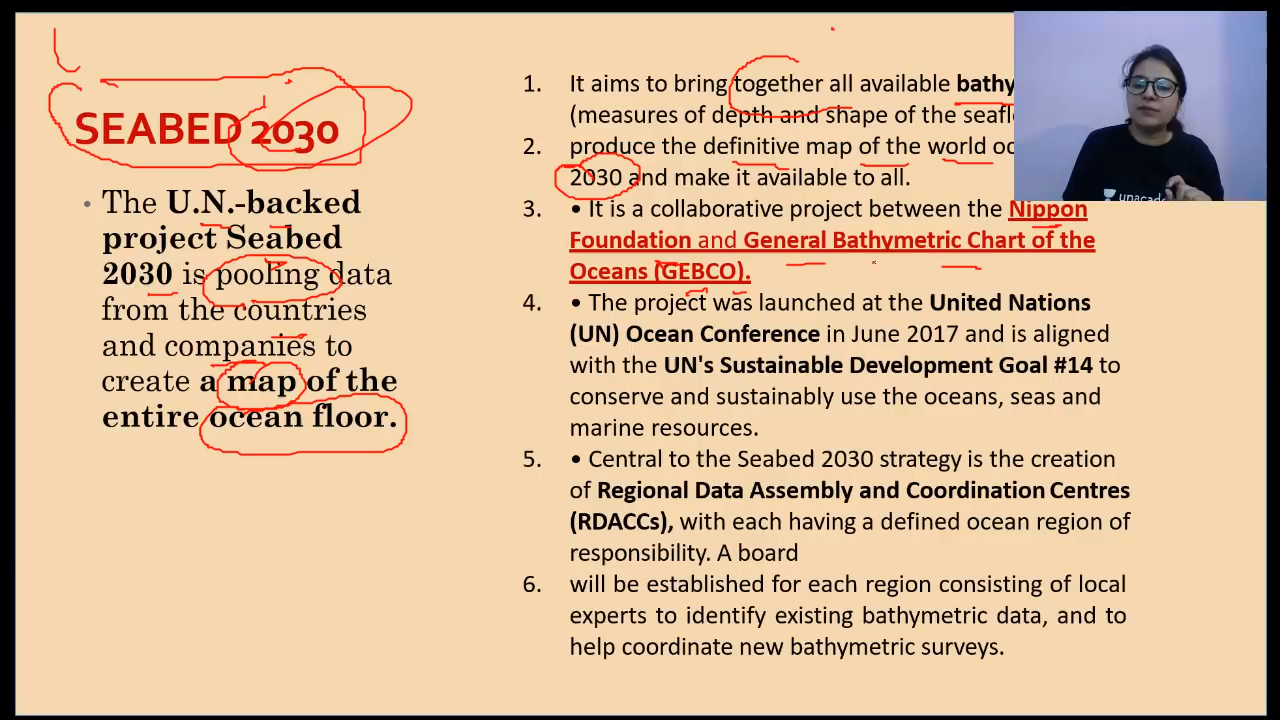 SEABED 2030
• The U.N.-backed
project Seabed
2030 is pooling data
from the countries
and companies to
create a map of the
entire ocean floor.
1. It aims to bring together all available bathy
(measures of depth and shape of the seafl
2. produce the definitive map of the world oc
2030 and make it available to all.
3. • It is a collaborative project between the Nippon
Foundation and General Bathymetric Chart of the
Oceans (GEBCO).
4. • The project was launched at the United Nations
(UN) Ocean Conference in June 2017 and is aligned
with the UN's Sustainable Development Goal #14 to
conserve and sustainably use the oceans, seas and
marine resources.
5. • Central to the Seabed 2030 strategy is the creation
of Regional Data Assembly and Coordination Centres
(RDACCs), with each having a defined ocean region of
responsibility. A board
6. will be established for each region consisting of local
experts to identify existing bathymetric data, and to
help coordinate new bathymetric surveys.
unacade